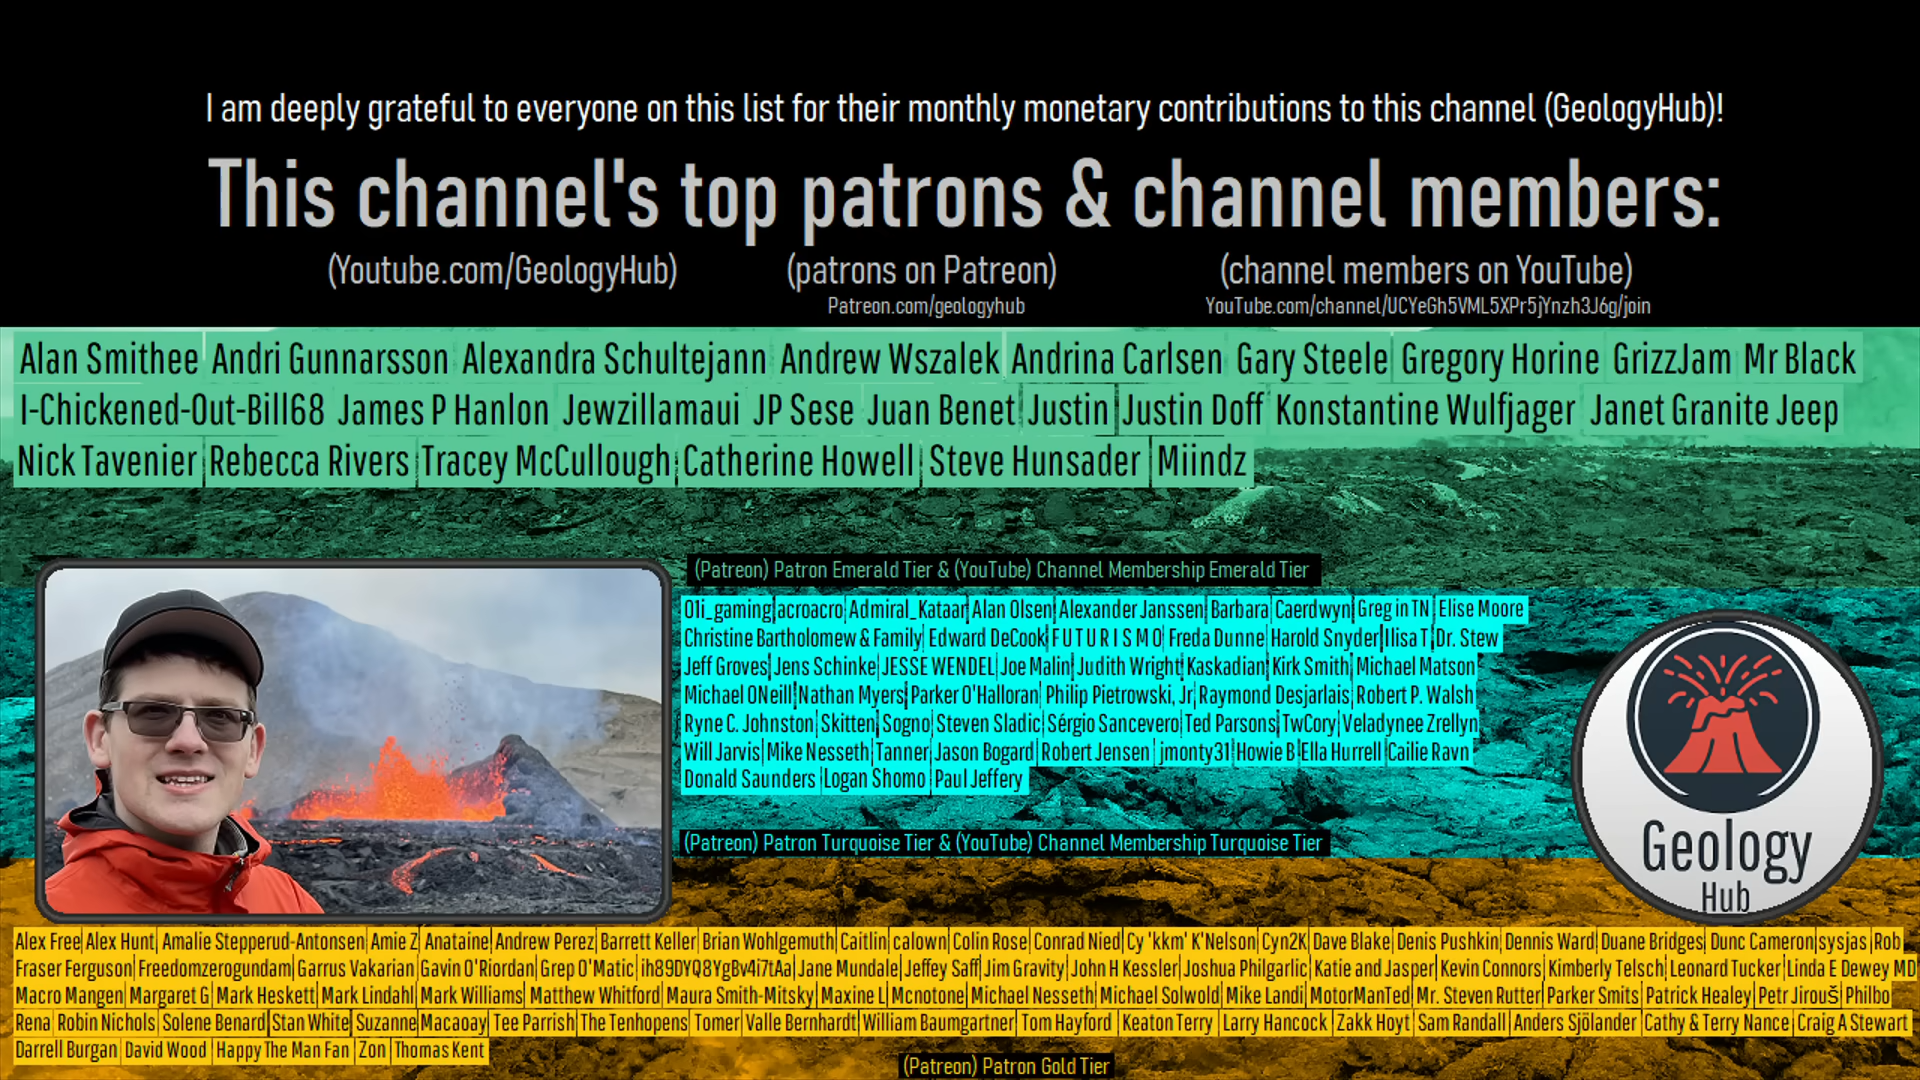 I am deeply grateful to everyone on this list for their monthly monetary contributions to this channel (GeologyHub)!
This channel's top patrons & channel members:
(Youtube.com/GeologyHub) (patrons on Patreon) (channel members on YouTube)
Patreon.com/geologyhub YouTube.com/channel/UCYeGh5VML5XPr5jYnzh3J6g/join
Alan Smithee Andri Gunnarsson Alexandra Schultejann Andrew Wszalek Andrina Carlsen Gary Steele Gregory Horine GrizzJam Mr Black
I-Chickened-Out-Bill68 James P Hanlon Jewzillamaui JP Sese Juan Benet Justin Justin Doff Konstantine Wulfjager Janet Granite Jeep
Nick Tavenier Rebecca Rivers Tracey McCullough Catherine Howell Steve Hunsader Miindz
(Patreon) Patron Emerald Tier & (YouTube) Channel Membership Emerald Tier
01i_gaming acroacro Admiral_Kataar Alan Olsen Alexander Janssen Barbara Caerdwyn Greg in TN Elise Moore
Christine Bartholomew & Family Edward DeCook F U T U R I S M O Freda Dunne Harold Snyder Ilisa T Dr. Stew
Jeff Groves Jens Schinke JESSE WENDEL Joe Malin Judith Wright Kaskadian Kirk Smith Michael Matson
Michael ONeill Nathan Myers Parker O'Halloran Philip Pietrowski, Jr Raymond Desjarlais Robert P. Walsh
Ryne C. Johnston Skitten Sogno Steven Sladic Sérgio Sancevero Ted Parsons TwCory Veladynee Zrellyn
Will Jarvis Mike Nesseth Tanner Jason Bogard Robert Jensen jmonty31 Howie B Ella Hurrell Cailie Ravn
Donald Saunders Logan Shomo Paul Jeffery
(Patreon) Patron Turquoise Tier & (YouTube) Channel Membership Turquoise Tier
Geology
Hub
Alex Free Alex Hunt Amalie Stepperud-Antonsen Amie Z Anataine Andrew Perez Barrett Keller Brian Wohlgemuth Caitlin calown Colin Rose Conrad Nied Cy 'kkm' K'Nelson Cyn2K Dave Blake Denis Pushkin Dennis Ward Duane Bridges Dunc Cameron sysjas Rob
Fraser Ferguson Freedomzerogundam Garrus Vakarian Gavin O'Riordan Grep O'Matic ih89DYQ8YgBv4i7tAa Jane Mundale Jeffey Saff Jim Gravity John H Kessler Joshua Philgarlic Katie and Jasper Kevin Connors Kimberly Telsch Leonard Tucker Linda E Dewey MD
Macro Mangen Margaret G Mark Heskett Mark Lindahl Mark Williams Matthew Whitford Maura Smith-Mitsky Maxine L Mcnotone Michael Nesseth Michael Solwold Mike Landi MotorManTed Mr. Steven Rutter Parker Smits Patrick Healey Petr Jirouš Philbo
Rena Robin Nichols Solene Benard Stan White Suzanne Macaoay Tee Parrish The Tenhopens Tomer Valle Bernhardt William Baumgartner Tom Hayford Keaton Terry Larry Hancock Zakk Hoyt Sam Randall Anders Sjölander Cathy & Terry Nance Craig A Stewart
Darrell Burgan David Wood Happy The Man Fan Zon Thomas Kent
(Patreon) Patron Gold Tier